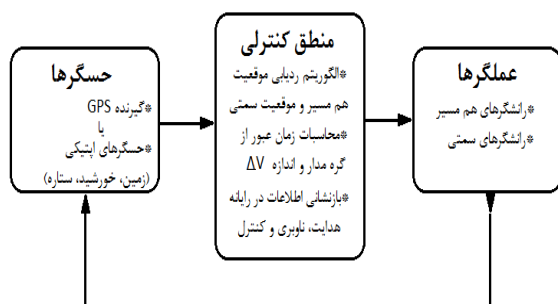 حسگرها
*گیرنده GPS
یا
*حسگرهای اپتیکی
(زمین، خورشید، ستاره)
منطق کنترلی
*الگوریتم ردیابی موقعیت
هم مسیر و موقعیت سمتی
*محاسبات زمان عبور از
گره مدار و اندازه ΔV
*بازنشانی اطلاعات در رایانه
هدایت، ناوبری و کنترل
عملگرها
*رانشگرهای هم مسیر
*رانشگرهای سمتی